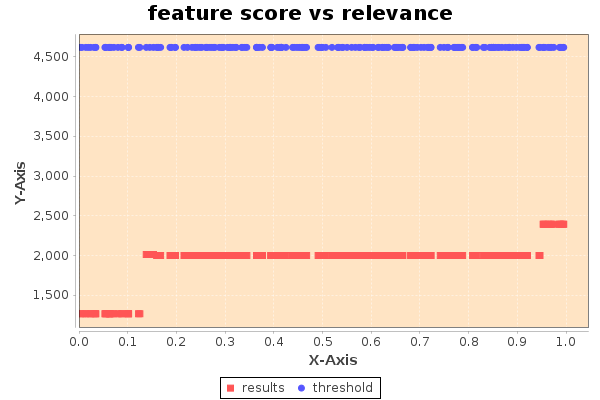 feature score vs relevance
4,500
4,000
3,500
3,000
2,500
2,000
1,500
Y-Axis
0.0 0.1 0.2 0.3 0.4 0.5 0.6 0.7 0.8 0.9 1.0
X-Axis
results threshold